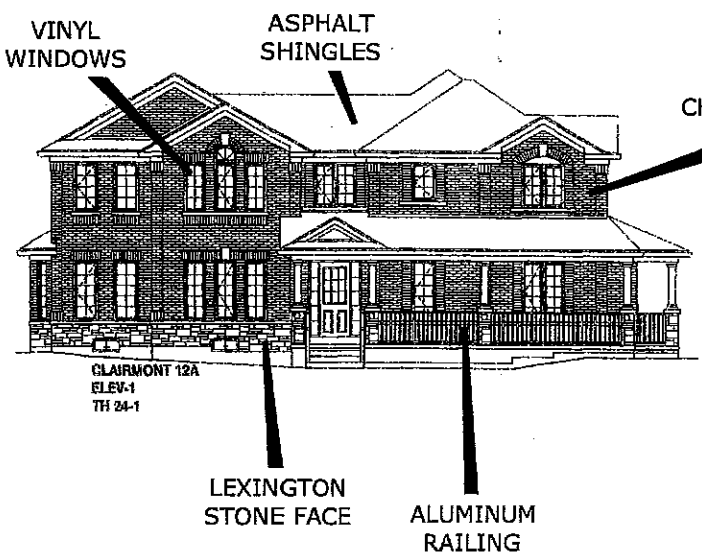 VINYL
WINDOWS
ASPHALT
SHINGLES
CLAIRMONT 12A
ELEV-1
TH 24-1
LEXINGTON
STONE FACE
ALUMINUM
RAILING